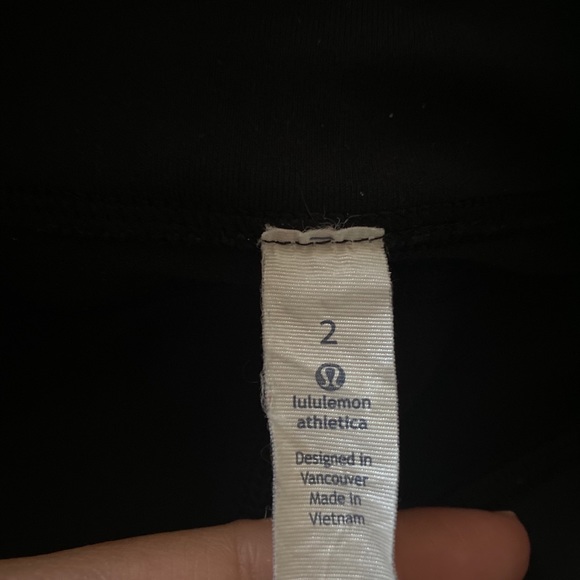 2
lululemon
athletica
Designed in
Vancouver
Made in
Vietnam